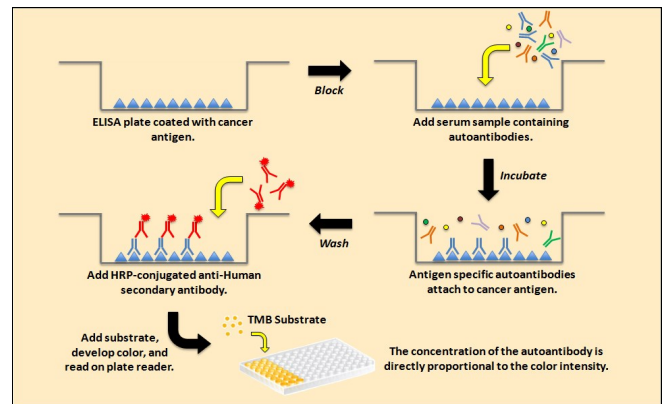 Block
ELISA plate coated with cancer
antigen.
Add serum sample containing
autoantibodies.
Incubate
Antigen specific autoantibodies
attach to cancer antigen.
Wash
Add HRP-conjugated anti-Human
secondary antibody.
Add substrate,
develop color, and
read on plate reader.
TMB Substrate
The concentration of the autoantibody is
directly proportional to the color intensity.